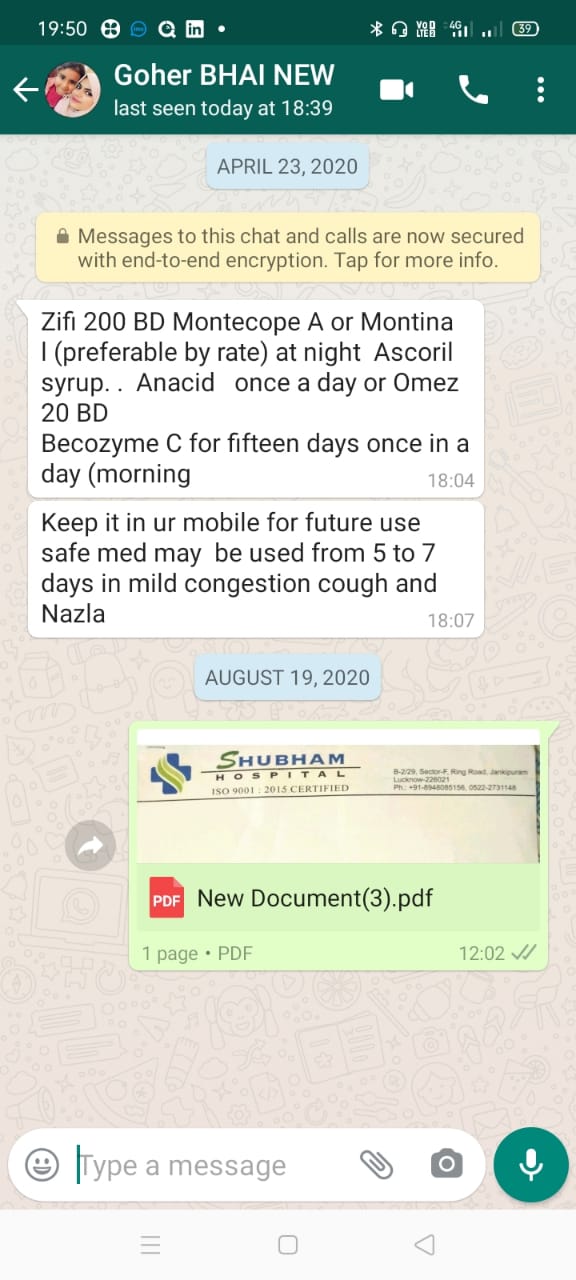 19:50
VoD LTEB 4G 39
Goher BHAI NEW
last seen today at 18:39
APRIL 23, 2020
Messages to this chat and calls are now secured
with end-to-end encryption. Tap for more info.
Zifi 200 BD Montecope A or Montina
l (preferable by rate) at night Ascoril
syrup. . Anacid once a day or Omez
20 BD
Becozyme C for fifteen days once in a
day (morning
18:04
Keep it in ur mobile for future use
safe med may be used from 5 to 7
days in mild congestion cough and
Nazla
18:07
AUGUST 19, 2020
SHUBHAM
HOSPITAL
ISO 9001 : 2015 CERTIFIED
B-2/29, Sector-F, Ring Road, Jankipuram
Lucknow-226021
Ph.: +91-8948085156, 0522-2731148
PDF New Document(3).pdf
1 page • PDF
12:02
Type a message